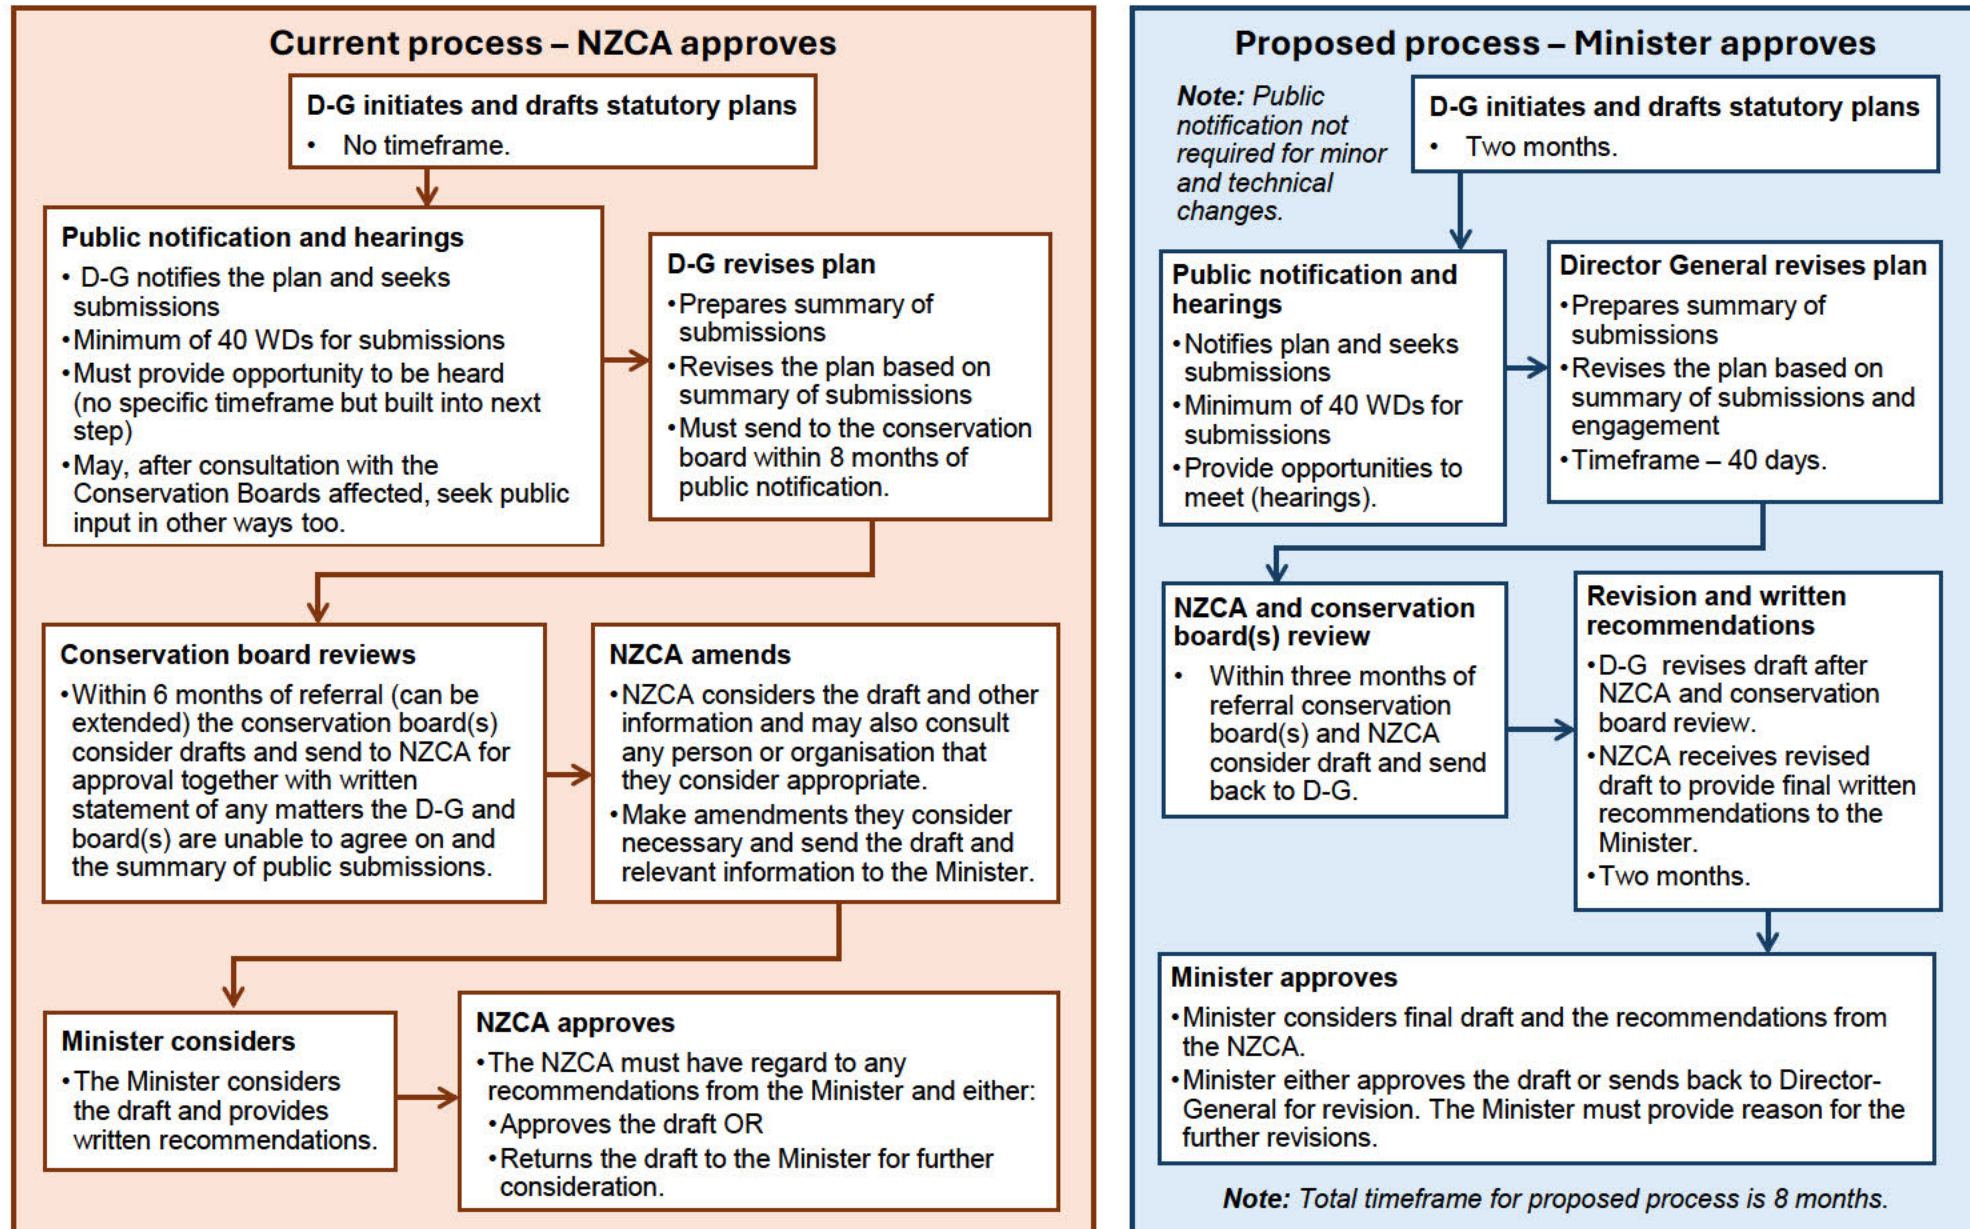 Current process – NZCA approves
D-G initiates and drafts statutory plans
• No timeframe.
Public notification and hearings
• D-G notifies the plan and seeks
submissions
• Minimum of 40 WDs for submissions
• Must provide opportunity to be heard
(no specific timeframe but built into next
step)
• May, after consultation with the
Conservation Boards affected, seek public
input in other ways too.
D-G revises plan
• Prepares summary of
submissions
• Revises the plan based on
summary of submissions
• Must send to the conservation
board within 8 months of
public notification.
Conservation board reviews
• Within 6 months of referral (can be
extended) the conservation board(s)
consider drafts and send to NZCA for
approval together with written
statement of any matters the D-G and
board(s) are unable to agree on and
the summary of public submissions.
NZCA amends
• NZCA considers the draft and other
information and may also consult
any person or organisation that
they consider appropriate.
• Make amendments they consider
necessary and send the draft and
relevant information to the Minister.
Minister considers
• The Minister considers
the draft and provides
written recommendations.
NZCA approves
• The NZCA must have regard to any
recommendations from the Minister and either:
• Approves the draft OR
• Returns the draft to the Minister for further
consideration.
Proposed process – Minister approves
Note: Public
notification not
required for minor
and technical
changes.
D-G initiates and drafts statutory plans
• Two months.
Public notification and
hearings
• Notifies plan and seeks
submissions
• Minimum of 40 WDs for
submissions
• Provide opportunities to
meet (hearings).
Director General revises plan
• Prepares summary of
submissions
• Revises the plan based on
summary of submissions and
engagement
• Timeframe – 40 days.
NZCA and conservation
board(s) review
• Within three months of
referral conservation
board(s) and NZCA
consider draft and send
back to D-G.
Revision and written
recommendations
• D-G revises draft after
NZCA and conservation
board review.
• NZCA receives revised
draft to provide final written
recommendations to the
Minister.
• Two months.
Minister approves
• Minister considers final draft and the recommendations from
the NZCA.
• Minister either approves the draft or sends back to Director-
General for revision. The Minister must provide reason for the
further revisions.
Note: Total timeframe for proposed process is 8 months.